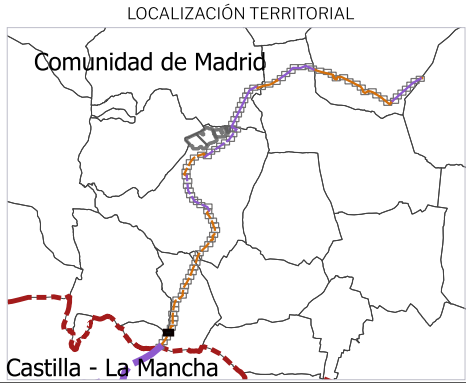 LOCALIZACIÓN TERRITORIAL
Comunidad de Madrid
Castilla - La Mancha